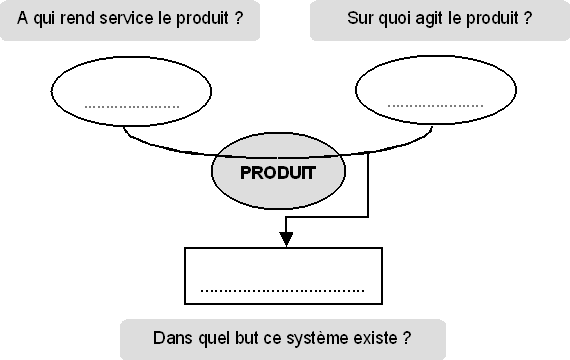 A qui rend service le produit ?
Sur quoi agit le produit ?
PRODUIT
Dans quel but ce système existe ?